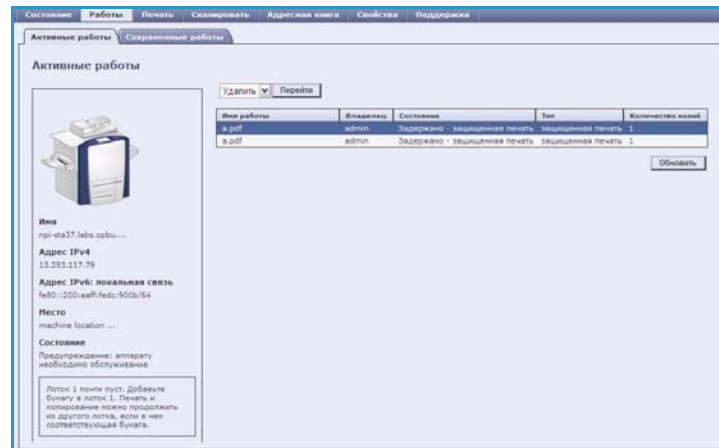 Состояние Работы Печать Сканировать Адресная книга Свойства Поддержка
Активные работы Сохраненные работы
Активные работы
Удалить Перейти
Имя работы Владелец Состояние Тип Количество копий
a.pdf admin Задержано - защищенная печать защищенная печать 1
a.pdf admin Задержано - защищенная печать защищенная печать 1
Обновить
Имя
npi-sta37.labs.opbu....
Адрес IPv4
13.253.117.79
Адрес IPv6: локальная связь
fe80::200:aaff:fedc:900b/64
Место
machine location ...
Состояние
Предупреждение: аппарату
необходимо обслуживание
Лоток 1 почти пуст. Добавьте
бумагу в лоток 1. Печать и
копирование можно продолжить
из другого лотка, если в нем
соответствующая бумага.